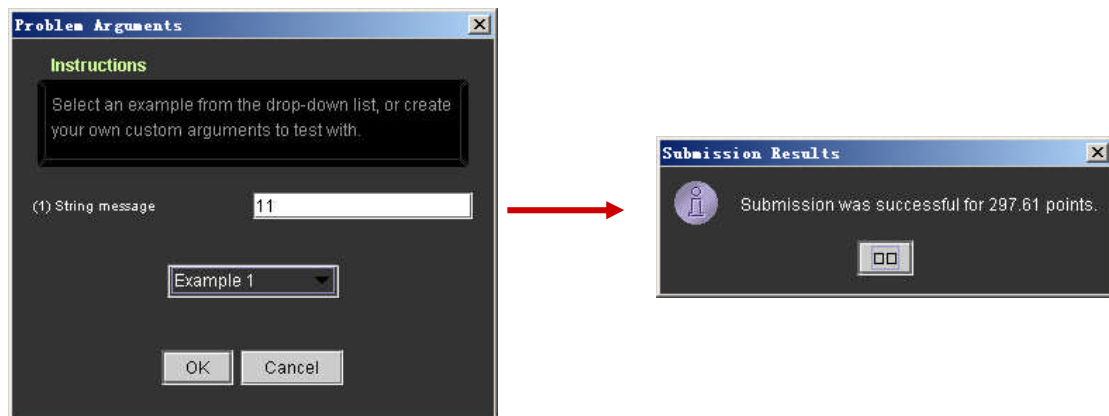 Problem Arguments
Instructions
Select an example from the drop-down list, or create
your own custom arguments to test with.
(1) String message
11
Example 1
OK
Cancel
Submission Results
Submission was successful for 297.61 points.